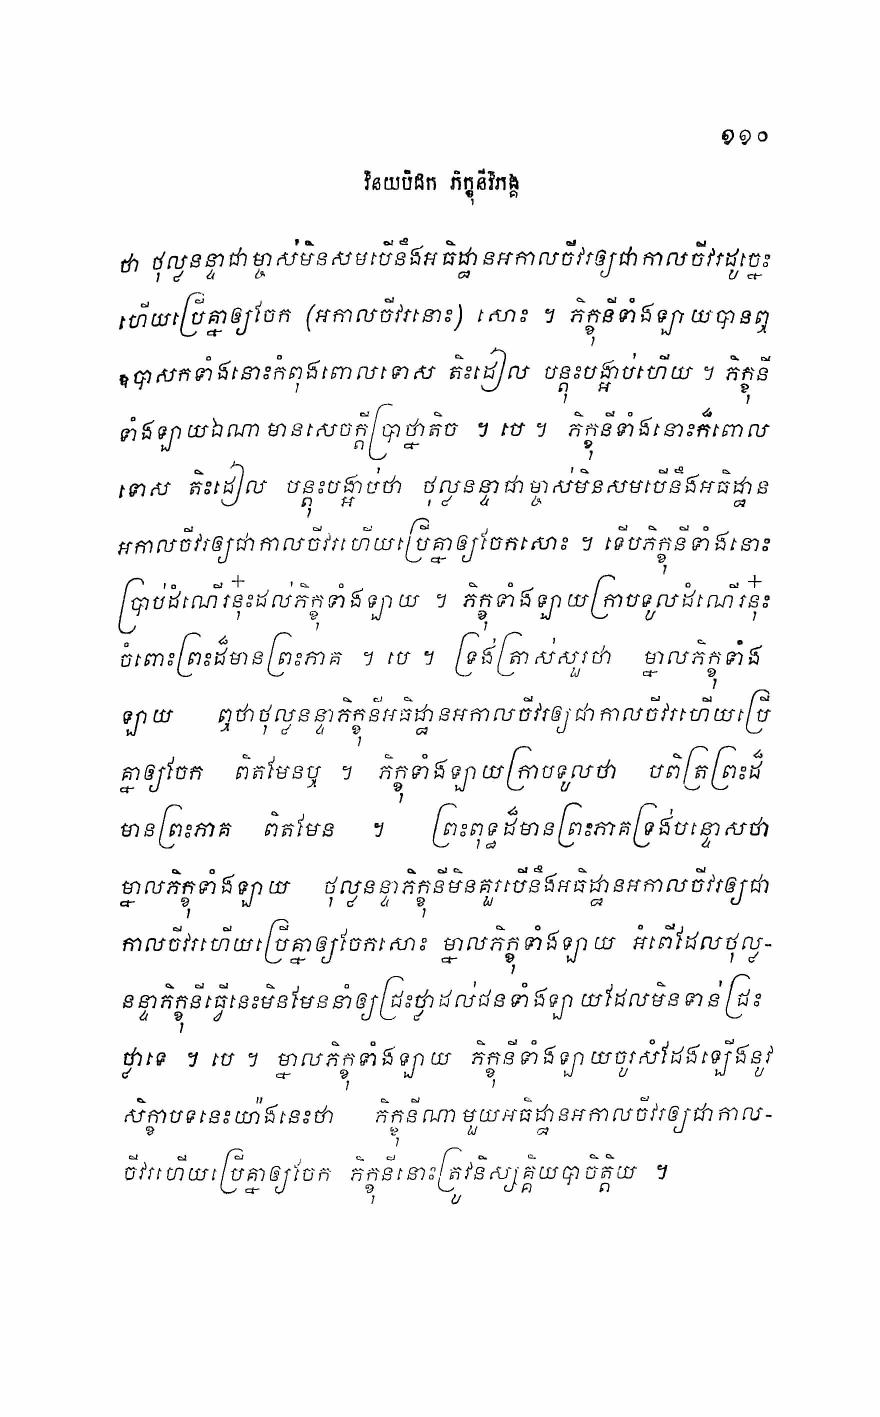 ១១០
វិនយបិដក ភិក្ខុនីវិភង្គ
ថា ថុល្លនន្ទាជាម្ចាស់មិនសមបើនឹងអធិដ្ឋានអកាលចីវរឲ្យជាកាលចីវរដូច្នេះ
ហើយប្រើគ្នាឲ្យចែក (អកាលចីវរនោះ) សោះ ។ ភិក្ខុនីទាំងឡាយបានឮ
ឧបាសកទាំងនោះកំពុងពោលទោស តិះដៀល បន្តុះបង្អាប់ហើយ ។ ភិក្ខុនី
ទាំងឡាយឯណាមានសេចក្តីប្រាថ្នាតិច ។ បេ ។ ភិក្ខុនីទាំងនោះក៏ពោល
ទោស តិះដៀល បន្តុះបង្អាប់ថា ថុល្លនន្ទាជាម្ចាស់មិនសមបើនឹងអធិដ្ឋាន
អកាលចីវរឲ្យជាកាលចីវរហើយប្រើគ្នាឲ្យចែកសោះ ។ ទើបភិក្ខុនីទាំងនោះ
ប្រាប់ដំណើរនុ៎ះដល់ភិក្ខុទាំងឡាយ ។ ភិក្ខុទាំងឡាយក្រាបទូលដំណើរនុ៎ះ
ចំពោះព្រះដ៏មានព្រះភាគ ។ បេ ។ ទ្រង់ត្រាស់សួរថា ម្នាលភិក្ខុទាំង
ឡាយ ឮថាថុល្លនន្ទាភិក្ខុនីអធិដ្ឋានអកាលចីវរឲ្យជាកាលចីវរហើយប្រើ
គ្នាឲ្យចែក ពិតមែនឬ ។ ភិក្ខុទាំងឡាយក្រាបទូលថា បពិត្រព្រះដ៏
មានព្រះភាគ ពិតមែន ។ ព្រះពុទ្ធដ៏មានព្រះភាគទ្រង់បន្ទោសថា
ម្នាលភិក្ខុទាំងឡាយ ថុល្លនន្ទាភិក្ខុនីមិនគួរបើនឹងអធិដ្ឋានអកាលចីវរឲ្យជា
កាលចីវរហើយប្រើគ្នាឲ្យចែកសោះ ម្នាលភិក្ខុទាំងឡាយ អំពើដែលថុល្ល-
នន្ទាភិក្ខុនីធ្វើនេះមិនមែននាំឲ្យជ្រះថ្លាដល់ជនទាំងឡាយដែលមិនទាន់ជ្រះ
ថ្លាទេ ។ បេ ។ ម្នាលភិក្ខុទាំងឡាយ ភិក្ខុនីទាំងឡាយចូរសំដែងឡើងនូវ
សិក្ខាបទនេះយ៉ាងនេះថា ភិក្ខុនីណាមួយអធិដ្ឋានអកាលចីវរឲ្យជាកាល-
ចីវរហើយប្រើគ្នាឲ្យចែក ភិក្ខុនីនោះត្រូវនិស្សគ្គិយបាចិត្តិយ ។